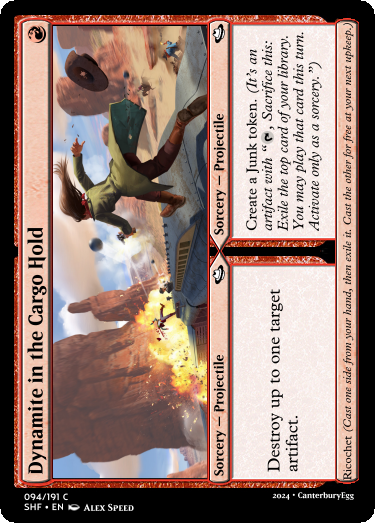 Dynamite in the Cargo Hold
Sorcery — Projectile
Destroy up to one target
artifact.
Sorcery — Projectile
Create a Junk token. (It's an
artifact with “, Sacrifice this:
Exile the top card of your library.
You may play that card this turn.
Activate only as a sorcery.”)
Ricochet (Cast one side from your hand, then exile it. Cast the other for free at your next upkeep.)
094/191 C
SHF • EN Alex Speed
2024 • CanterburyEgg